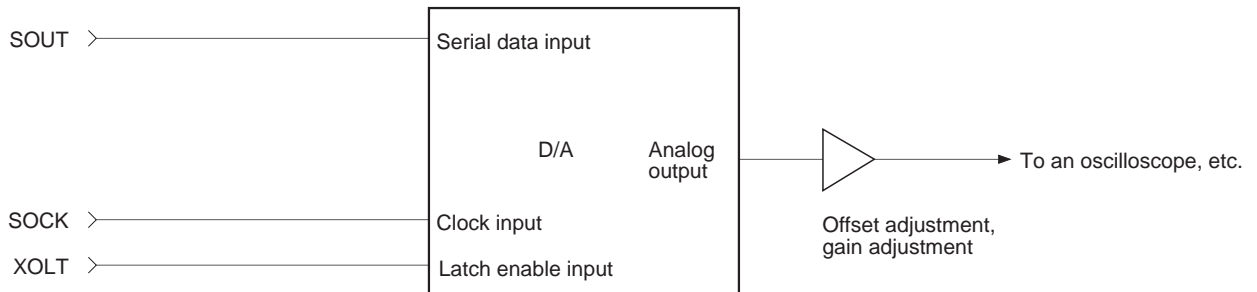 SOUT
Serial data input
D/A
Analog
output
To an oscilloscope, etc.
SOCK
Clock input
Offset adjustment,
gain adjustment
XOLT
Latch enable input